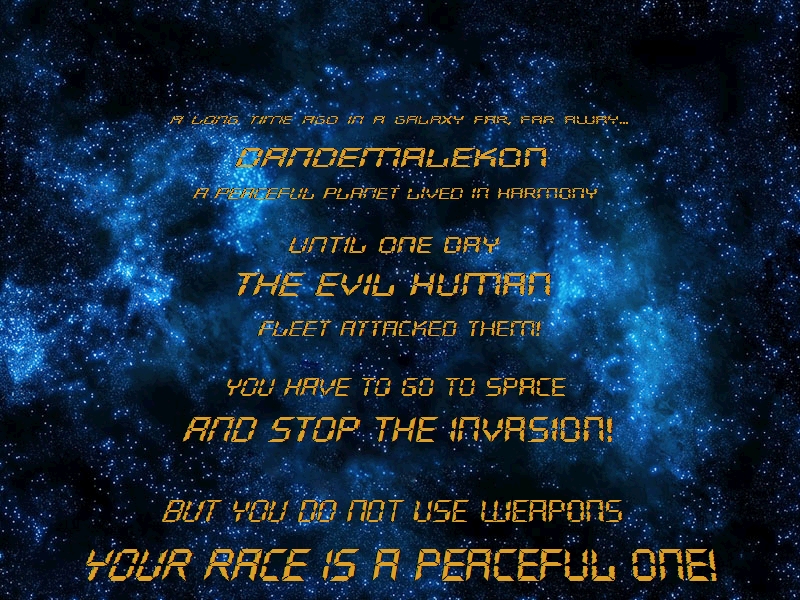 A LONG TIME AGO IN A GALAXY FAR, FAR AWAY...
DANDEMALEKON
A PEACEFUL PLANET LIVED IN HARMONY
UNTIL ONE DAY
THE EVIL HUMAN
FLEET ATTACKED THEM!
YOU HAVE TO GO TO SPACE
AND STOP THE INVASION!
BUT YOU DO NOT USE WEAPONS
YOUR RACE IS A PEACEFUL ONE!